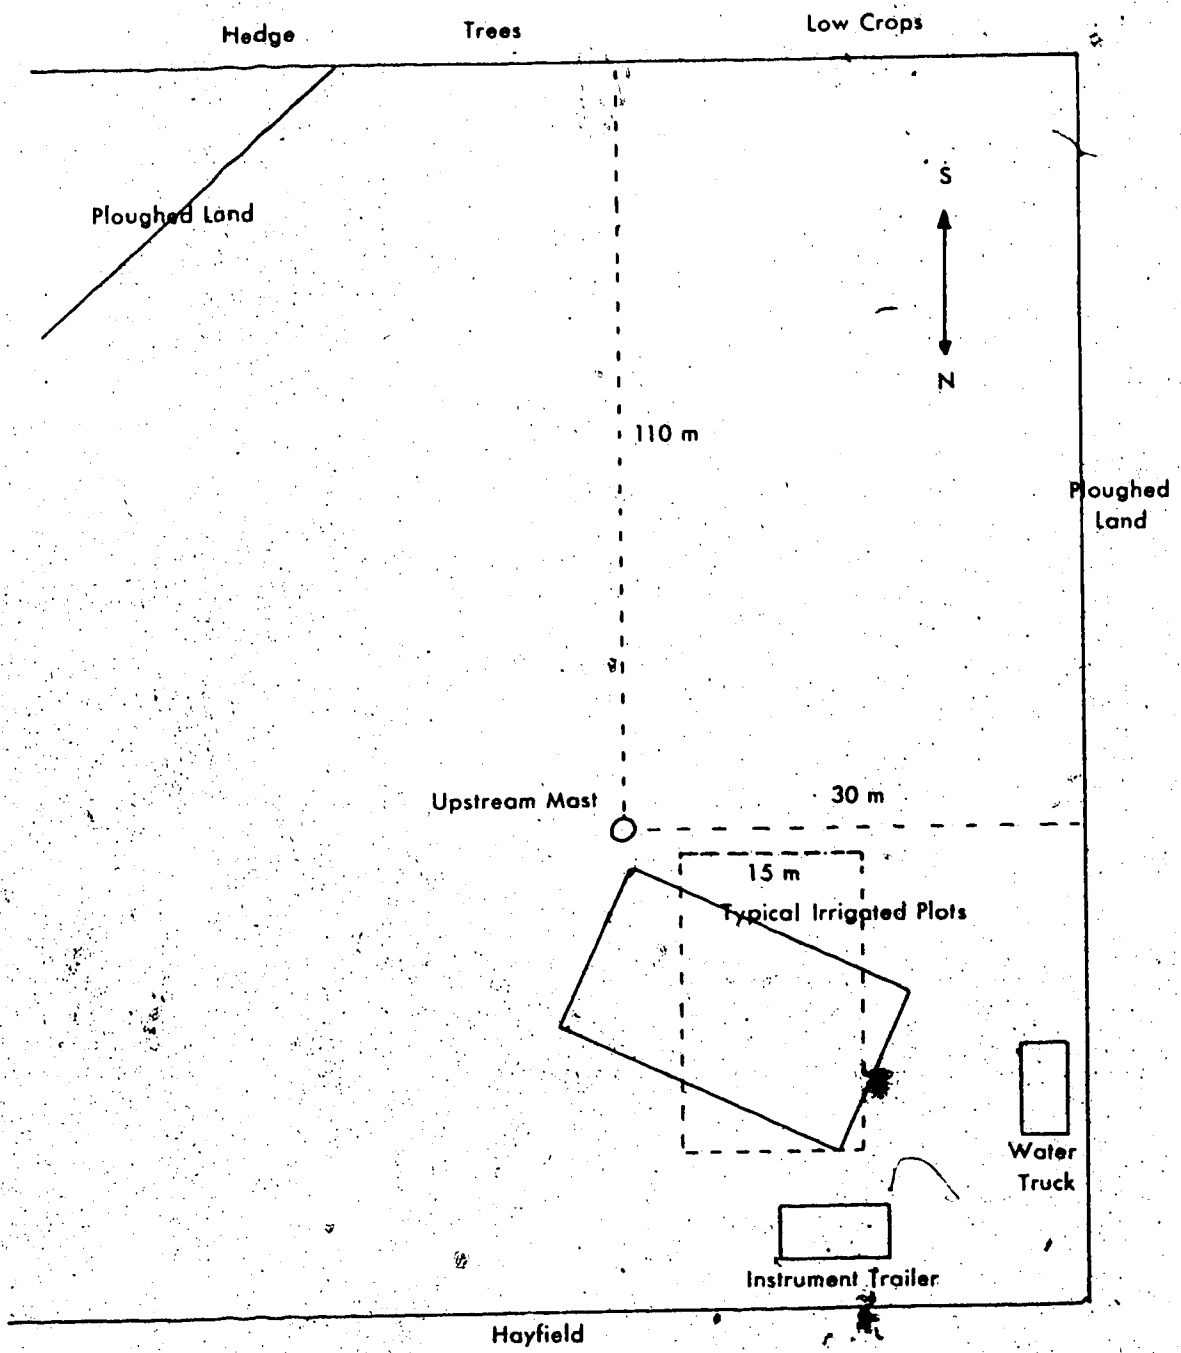 Hedge
Trees
Low Crops
Ploughed Land
S
N
110 m
Ploughed
Land
Upstream Mast
30 m
15 m
Typical Irrigated Plots
Water
Truck
Instrument Trailer
Hayfield